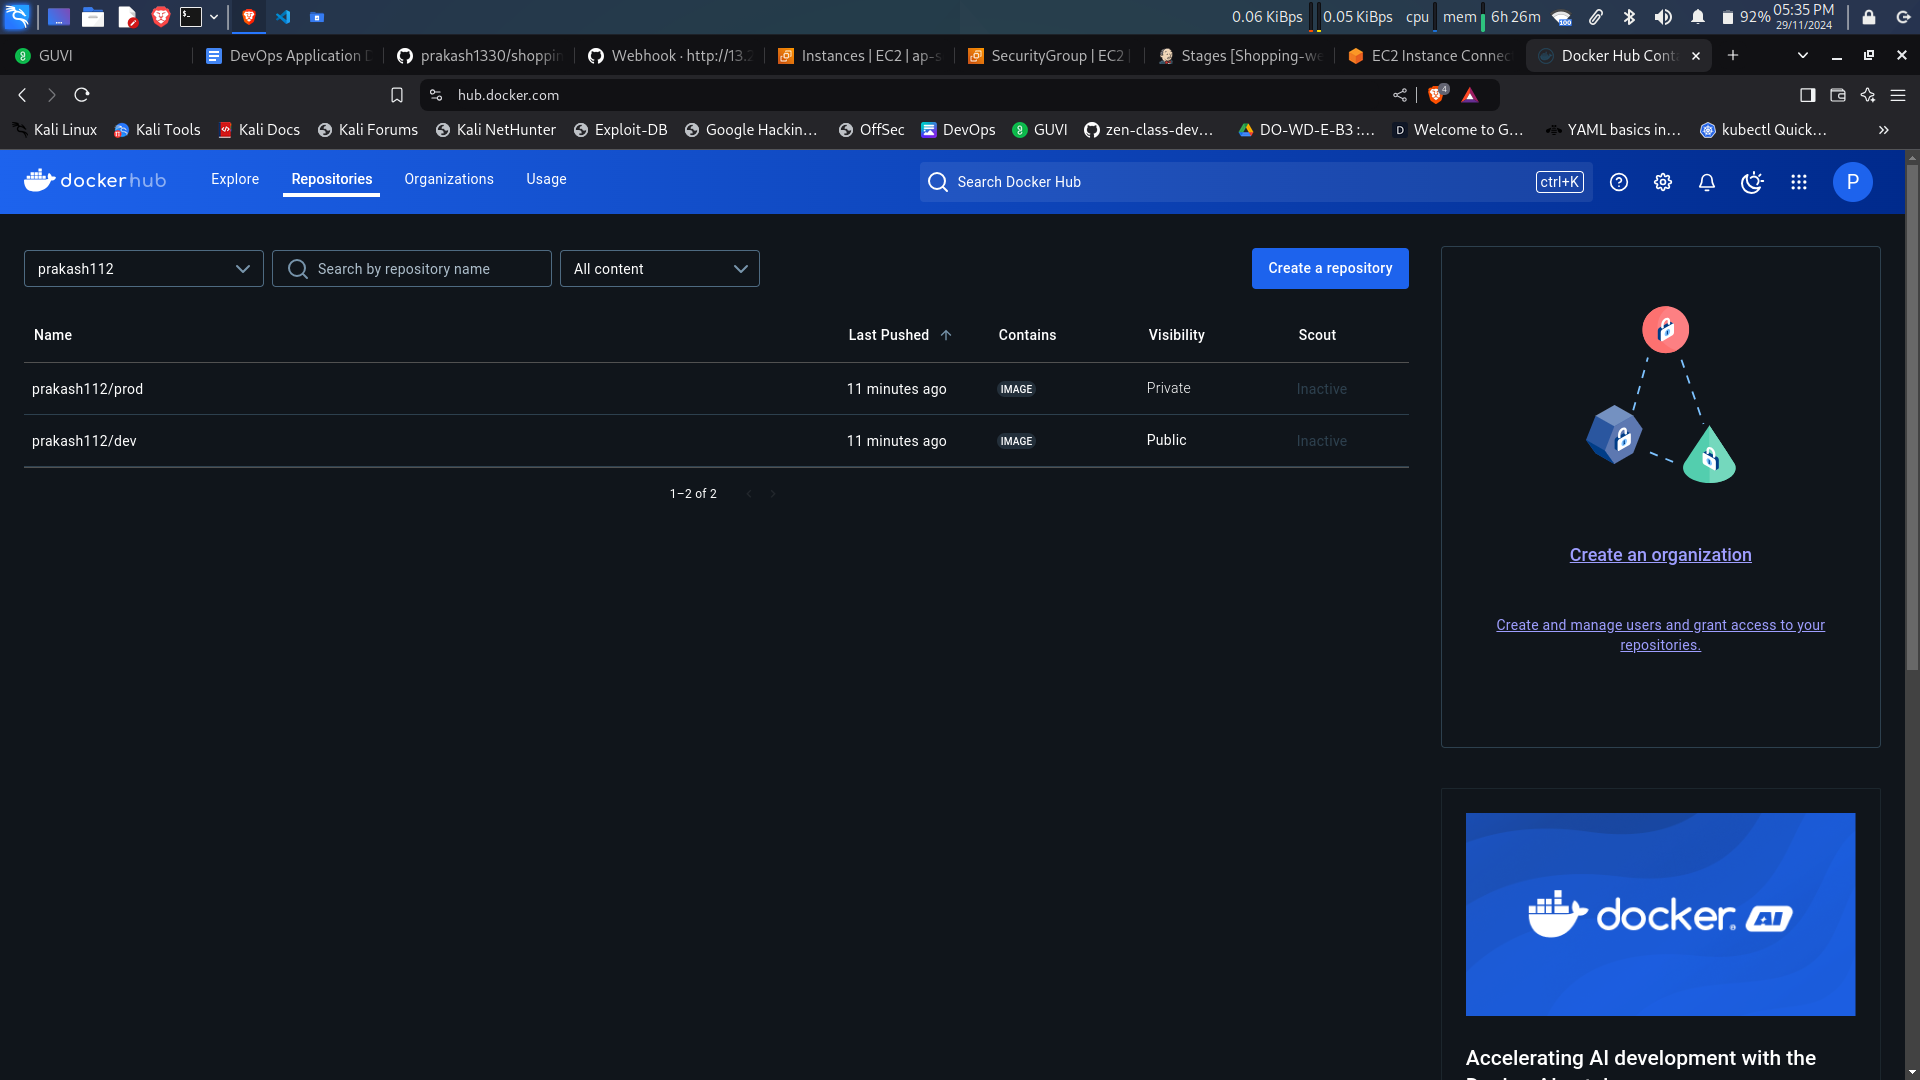 0.06 KiBps 0.05 KiBps cpu mem 6h 26m 92% 05:35 PM
29/11/2024
GUVI DevOps Application D prakash1330/shoppin Webhook · http://13.2 Instances | EC2 | ap-s SecurityGroup | EC2 | Stages [Shopping-we EC2 Instance Connec Docker Hub Conta
hub.docker.com 4
Kali Linux Kali Tools Kali Docs Kali Forums Kali NetHunter Exploit-DB Google Hackin... OffSec DevOps GUVI zen-class-dev... DO-WD-E-B3 :... Welcome to G... YAML basics in... kubectl Quick... »
dockerhub Explore Repositories Organizations Usage Search Docker Hub ctrl+K P
prakash112 Search by repository name All content Create a repository
Name Last Pushed Contains Visibility Scout
prakash112/prod 11 minutes ago IMAGE Private Inactive
prakash112/dev 11 minutes ago IMAGE Public Inactive
1–2 of 2
Create an organization
Create and manage users and grant access to your
repositories.
docker AI
Accelerating AI development with the